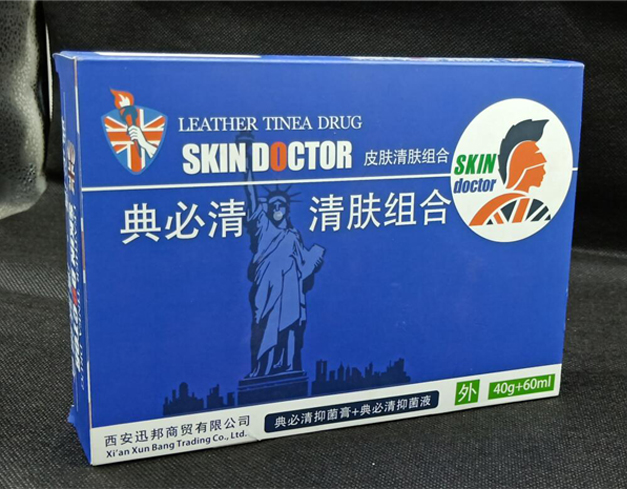 LEATHER TINEA DRUG
SKIN DOCTOR 皮肤清肤组合
SKIN
doctor
典必清 清肤组合
外 40g+60ml
典必清抑菌膏+典必清抑菌液
西安迅邦商贸有限公司
Xi'an Xun Bang Trading Co., Ltd.